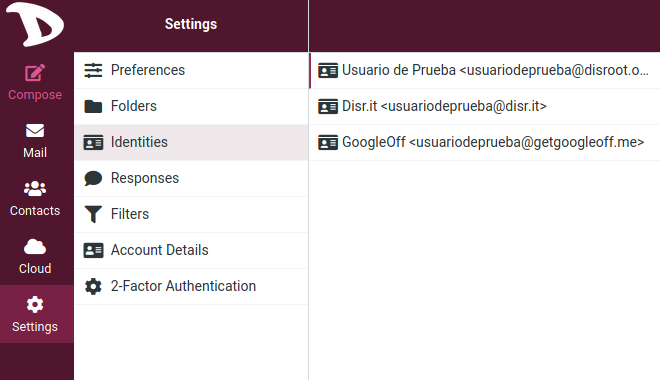 Settings
Compose
Mail
Contacts
Cloud
Settings
Preferences
Folders
Identities
Responses
Filters
Account Details
2-Factor Authentication
Usuario de Prueba <usuariodeprueba@disroot.o...
Disr.it <usuariodeprueba@disr.it>
GoogleOff <usuariodeprueba@getgoogleoff.me>